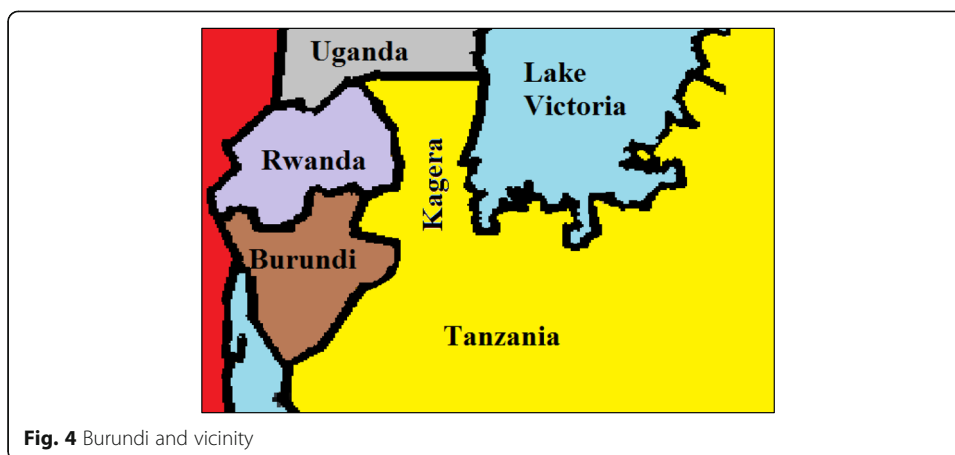 Uganda
Lake
Victoria
Rwanda
Kagera
Burundi
Tanzania
Fig. 4 Burundi and vicinity